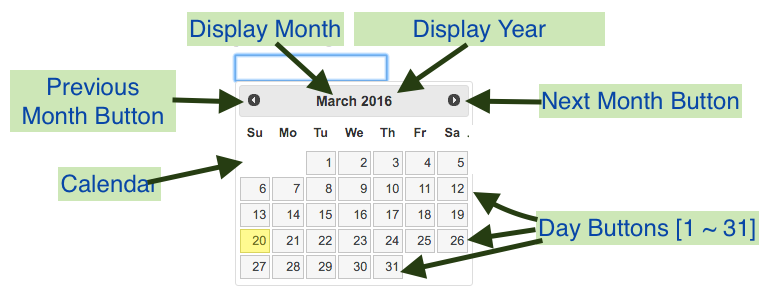 Display Month Display Year
Previous
Month Button
March 2016
Next Month Button
Su Mo Tu We Th Fr Sa .
Calendar
1 2 3 4 5
6 7 8 9 10 11 12
13 14 15 16 17 18 19
Day Buttons [1 ~ 31]
20 21 22 23 24 25 26
27 28 29 30 31